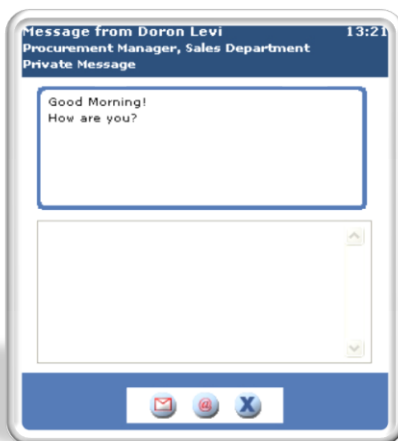 Message from Doron Levi 13:21
Procurement Manager, Sales Department
Private Message
Good Morning!
How are you?
@
X